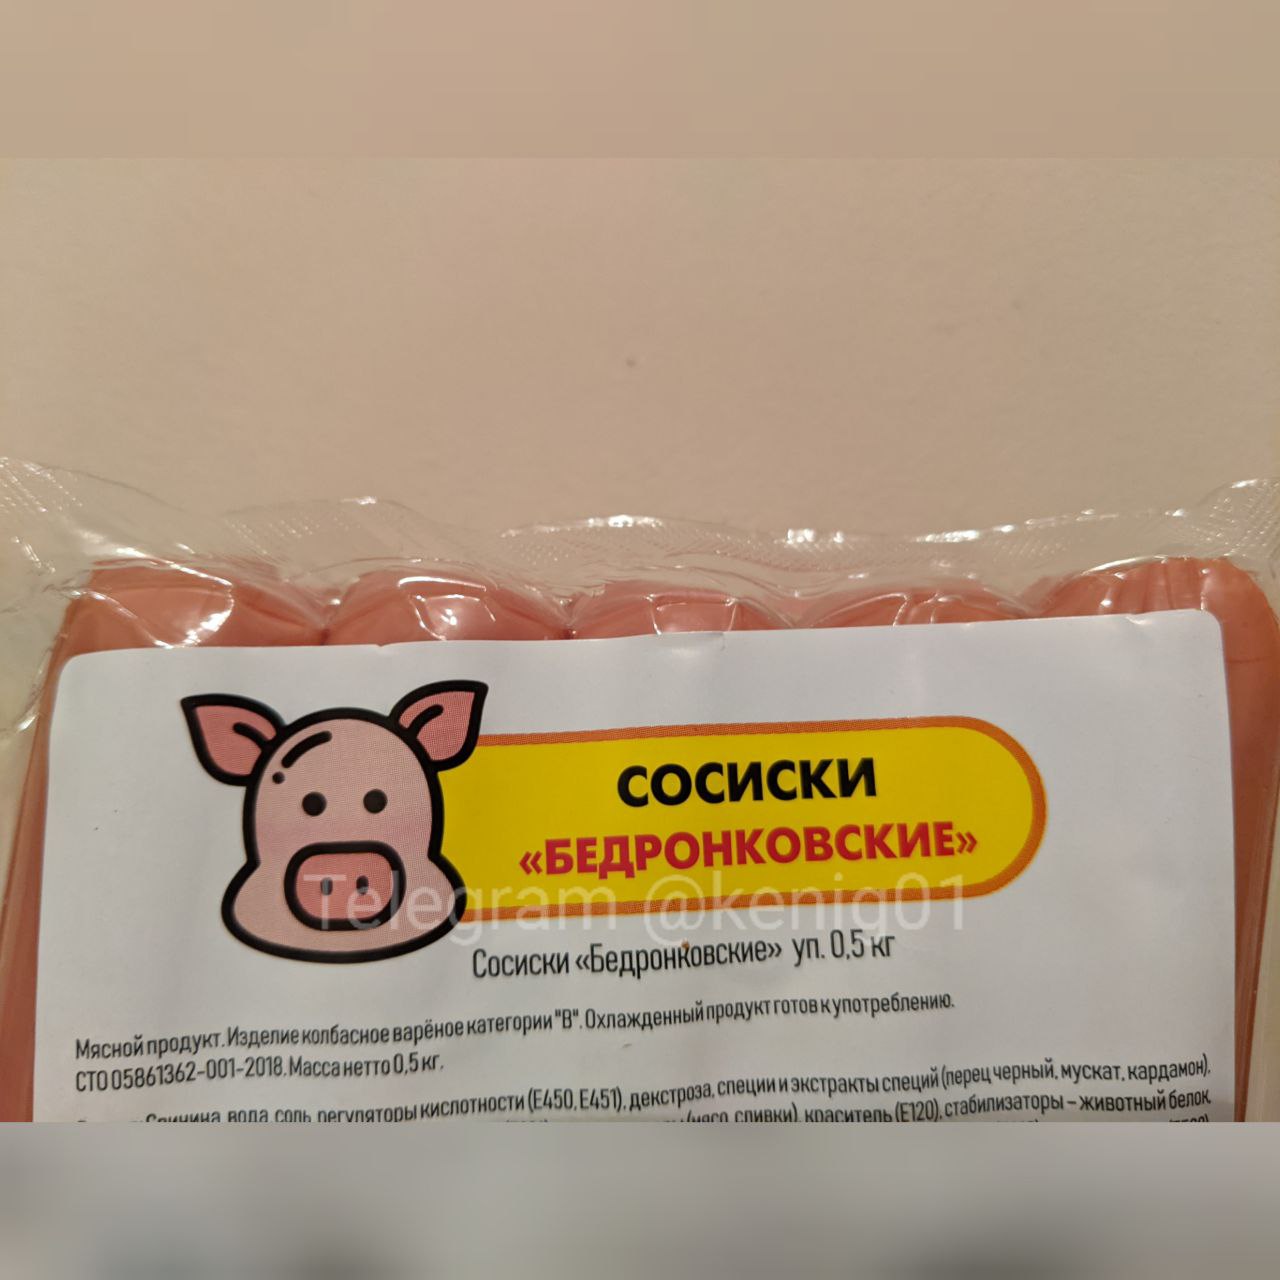 СОСИСКИ
«БЕДРОНКОВСКИЕ»
Telegram @kenig01
Сосиски «Бедронковские» уп. 0,5 кг
Мясной продукт. Изделие колбасное варёное категории "В". Охлажденный продукт готов к употреблению.
СТО 05861362-001-2018. Масса нетто 0,5 кг.
Свинина, вода, соль, регуляторы кислотности (Е450, Е451), декстроза, специи и экстракты специй (перец черный, мускат, кардамон),
(мясо, сливки), краситель (Е120), стабилизаторы – животный белок